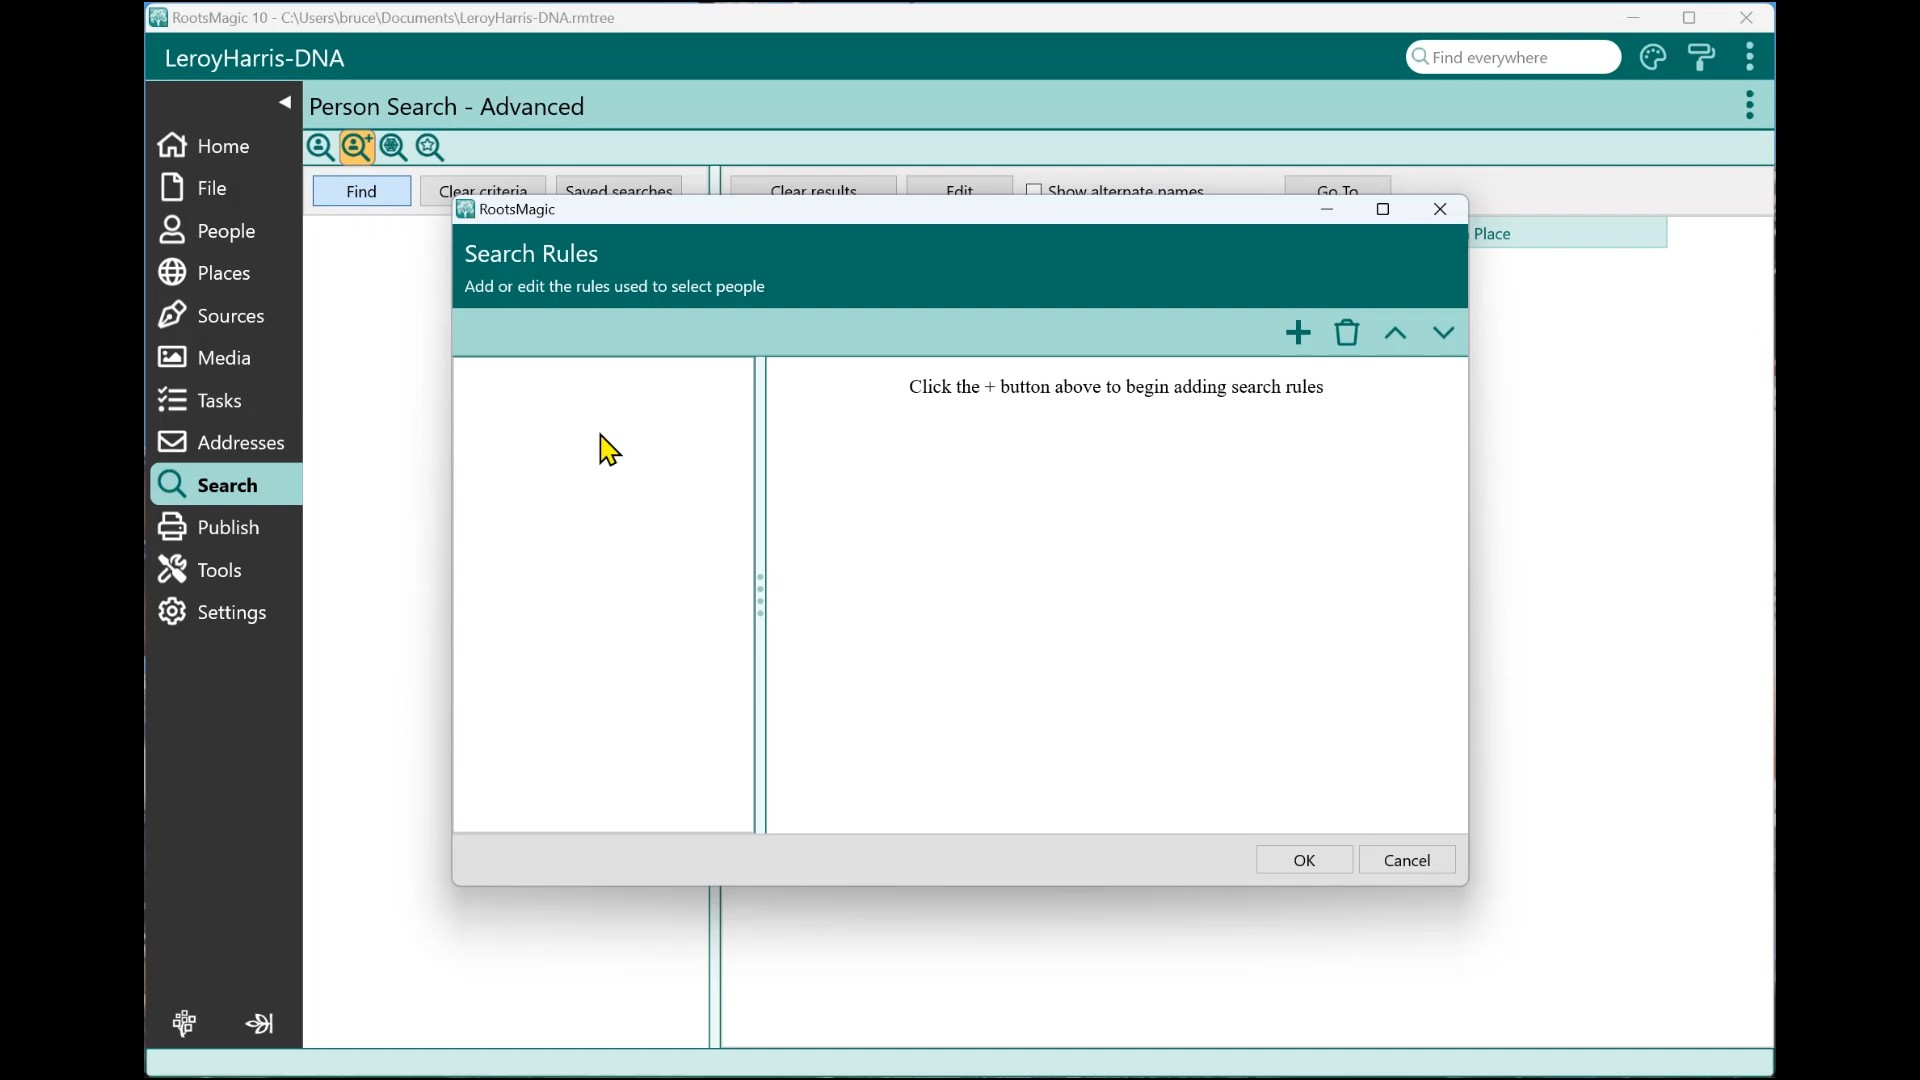 RootsMagic 10 - C:\Users\bruce\Documents\LeroyHarris-DNA.rmtree
LeroyHarris-DNA
Find everywhere
Person Search - Advanced
Home
File
People
Places
Sources
Media
Tasks
Addresses
Search
Publish
Tools
Settings
Find
Clear criteria
Saved searches
Clear results
Edit
Show alternate names
Go To
Place
RootsMagic
Search Rules
Add or edit the rules used to select people
Click the + button above to begin adding search rules
OK
Cancel